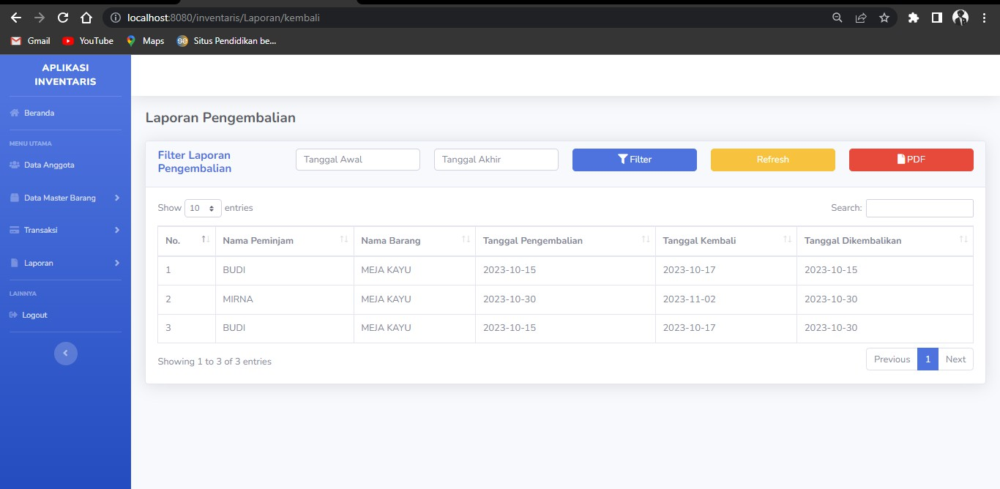 localhost:8080/inventaris/Laporan/kembali
Gmail YouTube Maps Situs Pendidikan be...
APLIKASI
INVENTARIS
Beranda
MENU UTAMA
Data Anggota
Data Master Barang
Transaksi
Laporan
LAINNYA
Logout
Laporan Pengembalian
Filter Laporan
Pengembalian
Tanggal Awal Tanggal Akhir Filter Refresh PDF
Show 10 entries Search:
No. Nama Peminjam Nama Barang Tanggal Pengembalian Tanggal Kembali Tanggal Dikembalikan
1 BUDI MEJA KAYU 2023-10-15 2023-10-17 2023-10-15
2 MIRNA MEJA KAYU 2023-10-30 2023-11-02 2023-10-30
3 BUDI MEJA KAYU 2023-10-15 2023-10-17 2023-10-30
Showing 1 to 3 of 3 entries Previous 1 Next